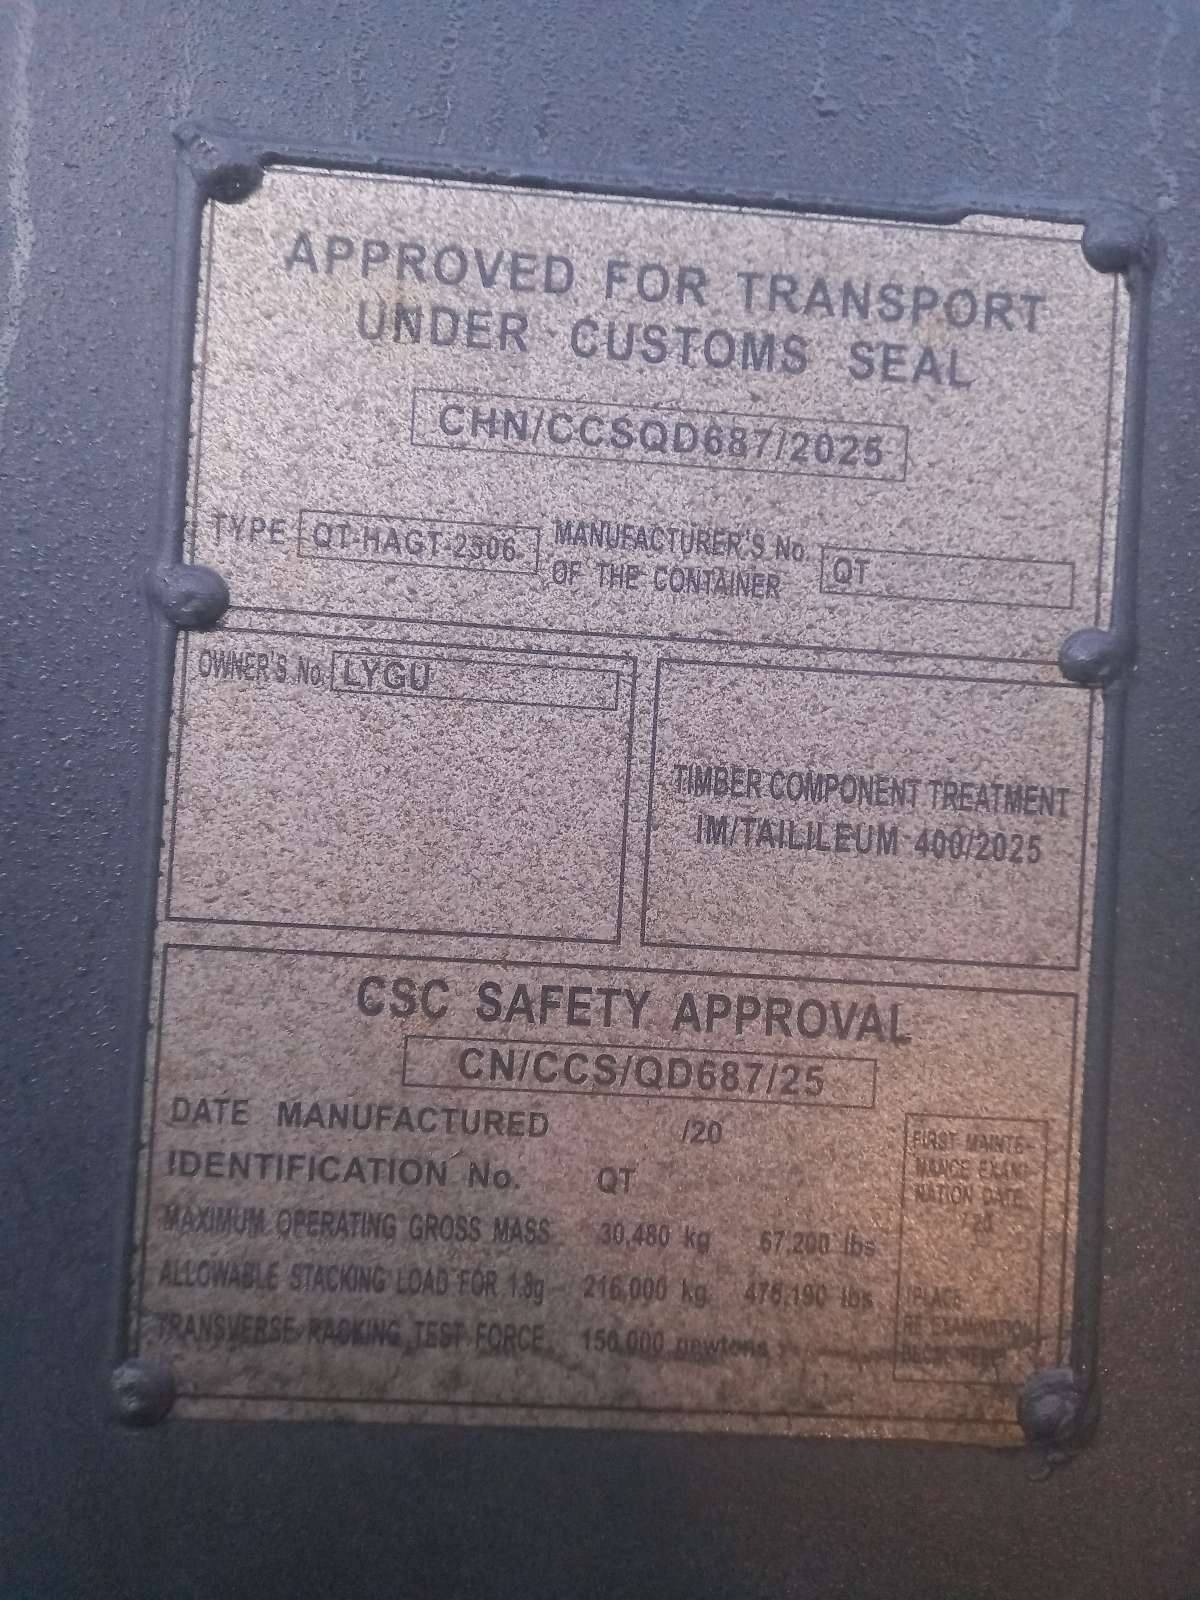 APPROVED FOR TRANSPORT
UNDER CUSTOMS SEAL
CHN/CCSQD687/2025
TYPE QT-HAGT-2506 MANUFACTURER'S No. OF THE CONTAINER QT
OWNER'S No. LYGU
TIMBER COMPONENT TREATMENT
IM/TAILILEUM 400/2025
CSC SAFETY APPROVAL
CN/CCS/QD687/25
DATE MANUFACTURED /20
IDENTIFICATION No. QT
MAXIMUM OPERATING GROSS MASS 30,480 kg 67,200 lbs
ALLOWABLE STACKING LOAD FOR 1.8g 216,000 kg 476,190 lbs
TRANSVERSE RACKING TEST FORCE 150,000 newtons
FIRST MAINTE-
NANCE EXAMI-
NATION DATE
/20
PLACE
RE EXAMINATION